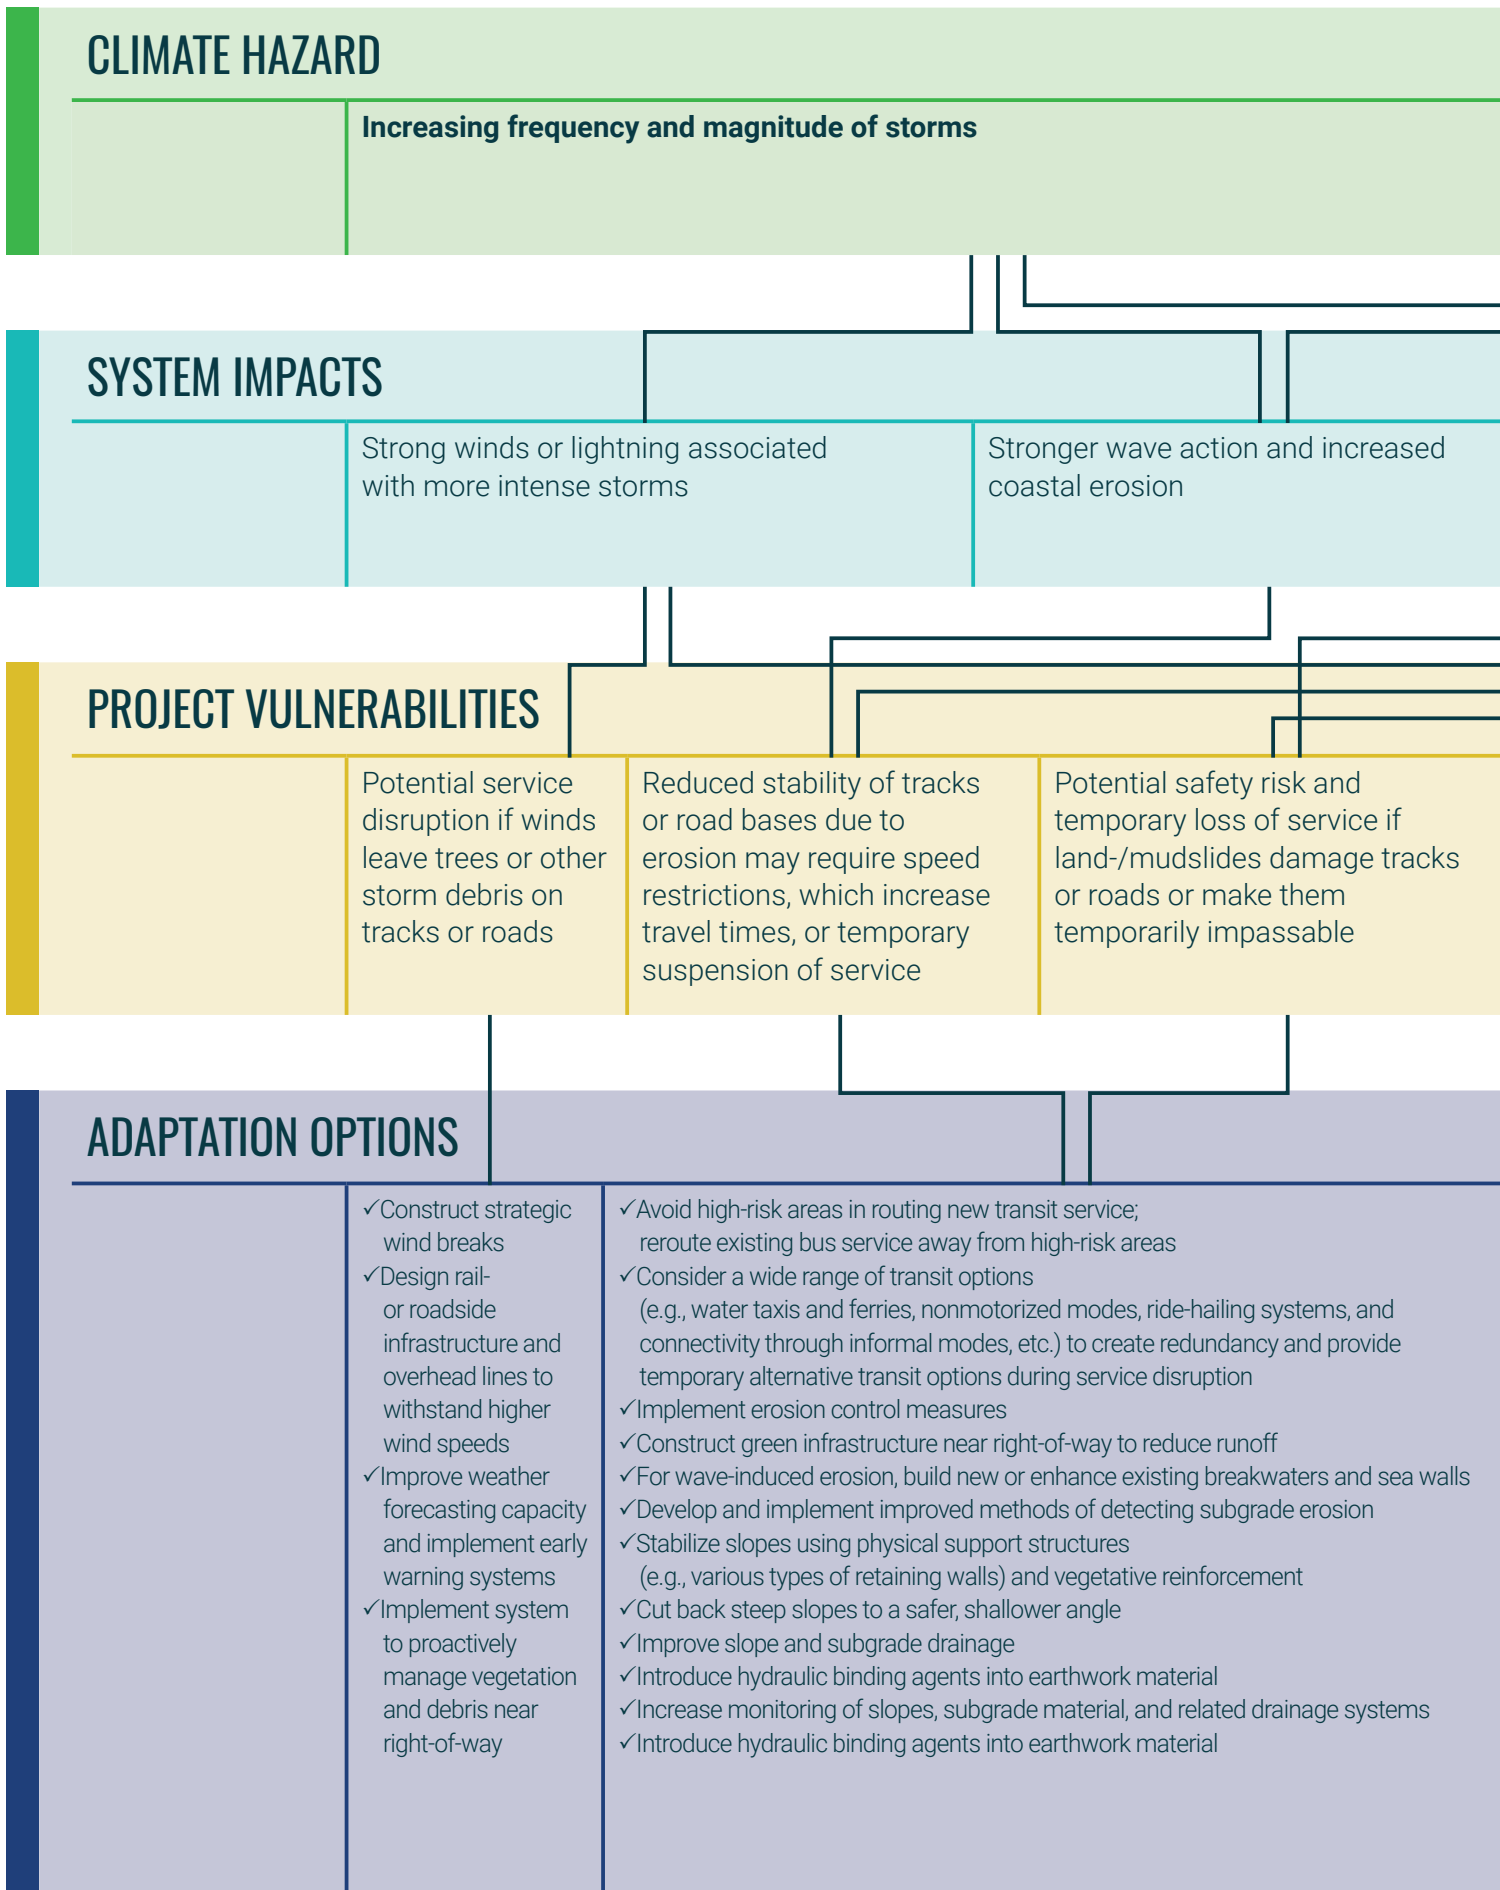 CLIMATE HAZARD
Increasing frequency and magnitude of storms
SYSTEM IMPACTS
Strong winds or lightning associated
with more intense storms
Stronger wave action and increased
coastal erosion
PROJECT VULNERABILITIES
Potential service
disruption if winds
leave trees or other
storm debris on
tracks or roads
Reduced stability of tracks
or road bases due to
erosion may require speed
restrictions, which increase
travel times, or temporary
suspension of service
Potential safety risk and
temporary loss of service if
land-/mudslides damage tracks
or roads or make them
temporarily impassable
ADAPTATION OPTIONS
✓Construct strategic
wind breaks
✓Design rail-
or roadside
infrastructure and
overhead lines to
withstand higher
wind speeds
✓Improve weather
forecasting capacity
and implement early
warning systems
✓Implement system
to proactively
manage vegetation
and debris near
right-of-way
✓Avoid high-risk areas in routing new transit service;
reroute existing bus service away from high-risk areas
✓Consider a wide range of transit options
(e.g., water taxis and ferries, nonmotorized modes, ride-hailing systems, and
connectivity through informal modes, etc.) to create redundancy and provide
temporary alternative transit options during service disruption
✓Implement erosion control measures
✓Construct green infrastructure near right-of-way to reduce runoff
✓For wave-induced erosion, build new or enhance existing breakwaters and sea walls
✓Develop and implement improved methods of detecting subgrade erosion
✓Stabilize slopes using physical support structures
(e.g., various types of retaining walls) and vegetative reinforcement
✓Cut back steep slopes to a safer, shallower angle
✓Improve slope and subgrade drainage
✓Introduce hydraulic binding agents into earthwork material
✓Increase monitoring of slopes, subgrade material, and related drainage systems
✓Introduce hydraulic binding agents into earthwork material